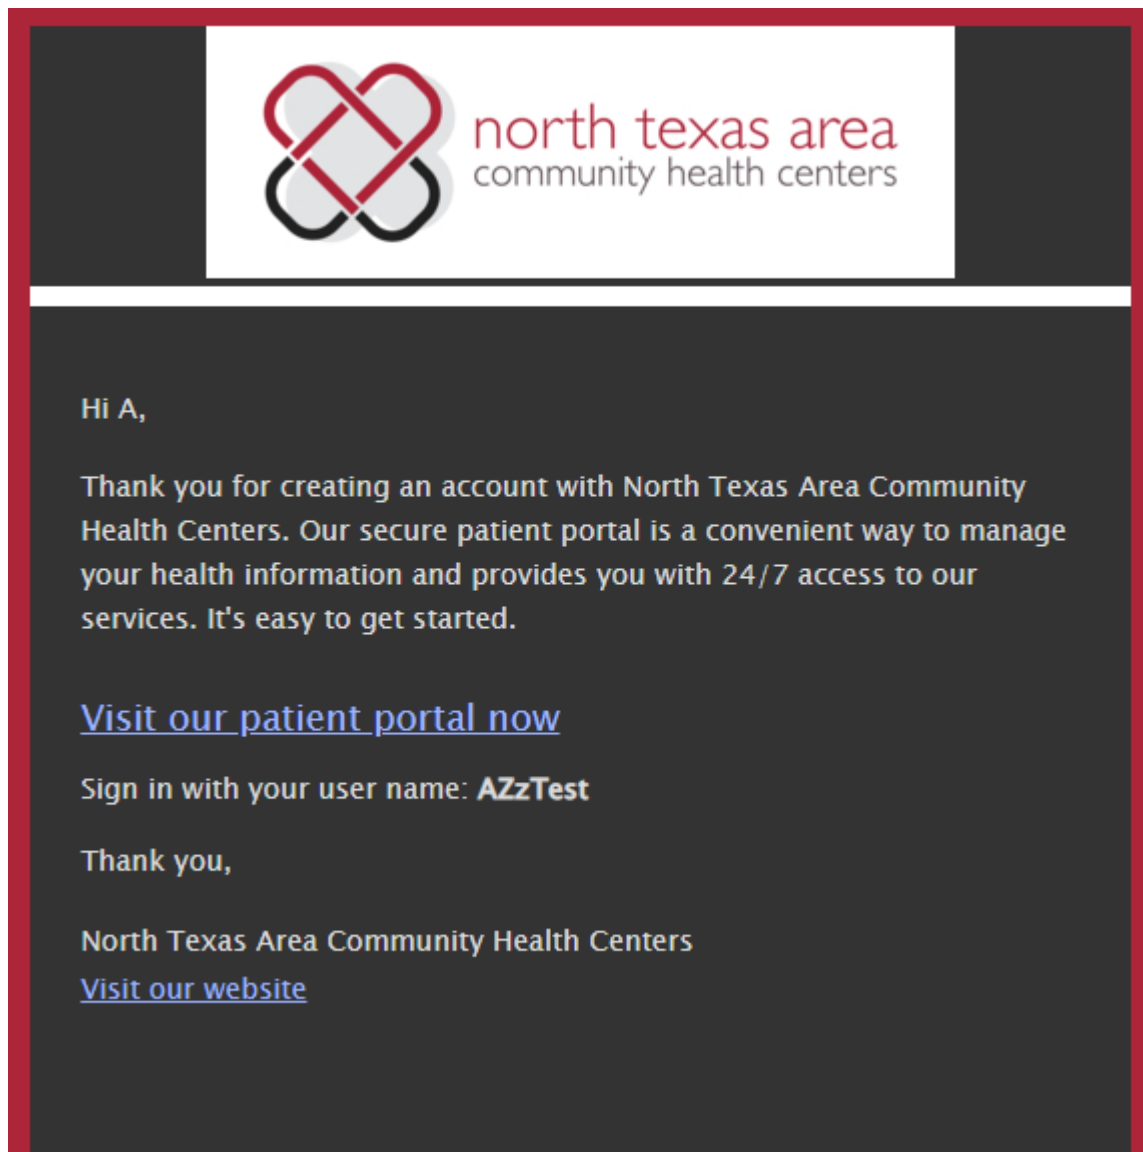 north texas area
community health centers
Hi A,
Thank you for creating an account with North Texas Area Community
Health Centers. Our secure patient portal is a convenient way to manage
your health information and provides you with 24/7 access to our
services. It's easy to get started.
Visit our patient portal now
Sign in with your user name: AZzTest
Thank you,
North Texas Area Community Health Centers
Visit our website